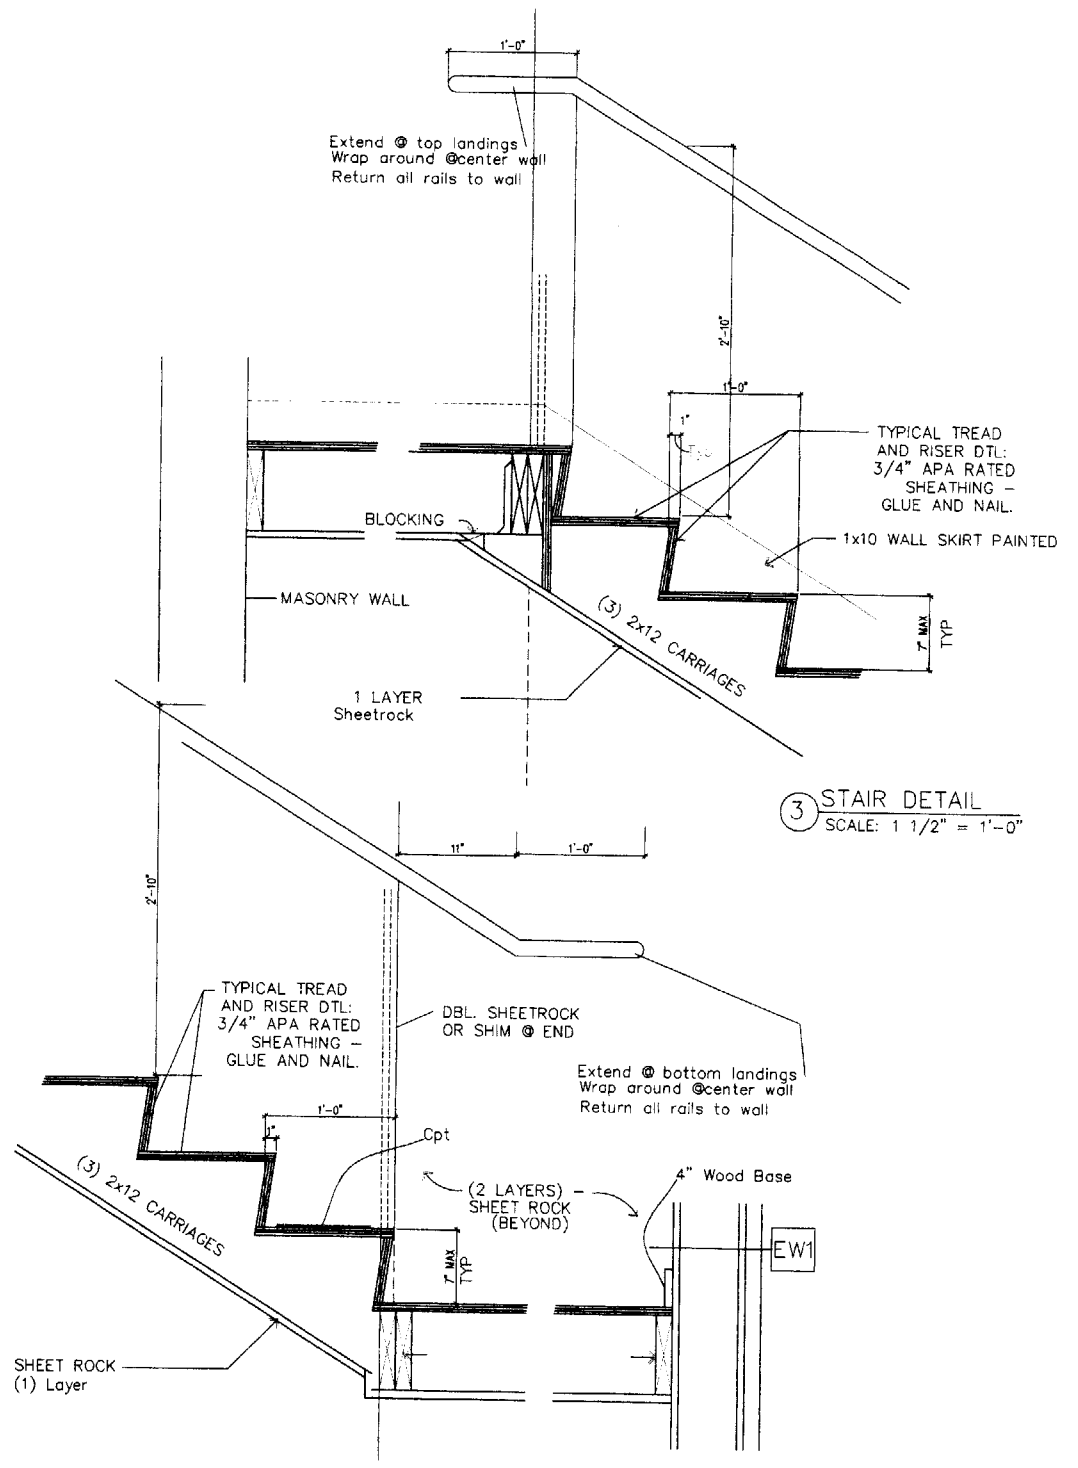 1'-0"
Extend @ top landings
Wrap around @center wall
Return all rails to wall
2'-10"
1'-0"
1"
TYPICAL TREAD
AND RISER DTL:
3/4" APA RATED
SHEATHING –
GLUE AND NAIL.
BLOCKING
1x10 WALL SKIRT PAINTED
MASONRY WALL
(3) 2x12 CARRIAGES
7" MAX
TYP
1 LAYER
Sheetrock
3
STAIR DETAIL
SCALE: 1 1/2" = 1'-0"
11"
1'-0"
2'-10"
TYPICAL TREAD
AND RISER DTL:
3/4" APA RATED
SHEATHING –
GLUE AND NAIL.
DBL. SHEETROCK
OR SHIM @ END
Extend @ bottom landings
Wrap around @center wall
Return all rails to wall
1'-0"
1"
Cpt
(3) 2x12 CARRIAGES
(2 LAYERS) –
SHEET ROCK
(BEYOND)
4" Wood Base
EW1
7" MAX
TYP
SHEET ROCK
(1) Layer